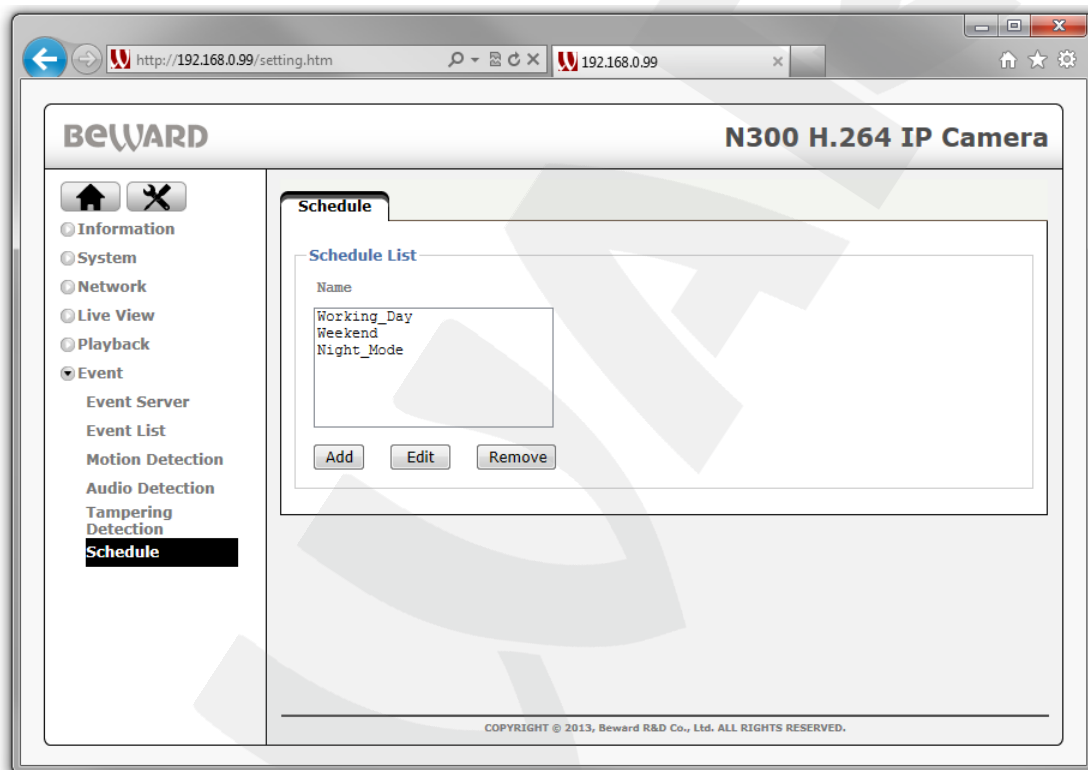 http://192.168.0.99/setting.htm
192.168.0.99
BEWARD
N300 H.264 IP Camera
Information
System
Network
Live View
Playback
Event
Event Server
Event List
Motion Detection
Audio Detection
Tampering
Detection
Schedule
Schedule
Schedule List
Name
Working_Day
Weekend
Night_Mode
Add Edit Remove
COPYRIGHT © 2013, Beward R&D Co., Ltd. ALL RIGHTS RESERVED.